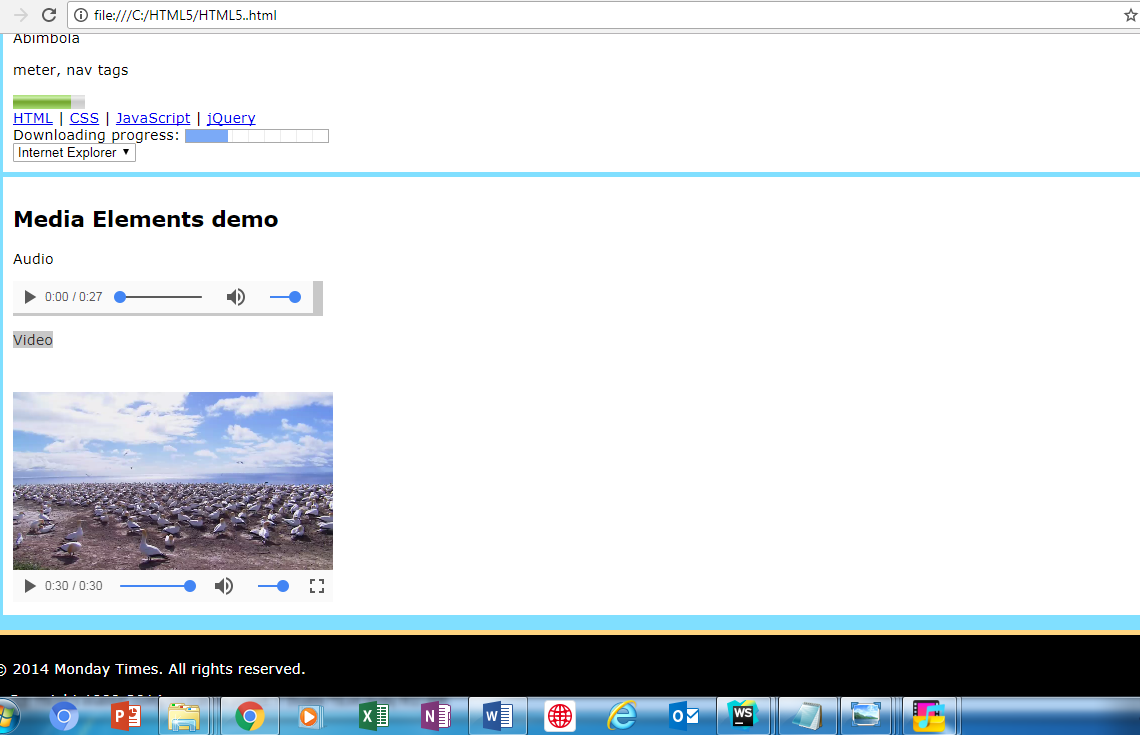 file:///C:/HTML5/HTML5..html
Abimbola
meter, nav tags
HTML | CSS | JavaScript | jQuery
Downloading progress:
Internet Explorer ▼
Media Elements demo
Audio
0:00 / 0:27
Video
0:30 / 0:30
© 2014 Monday Times. All rights reserved.
P X N W O WS